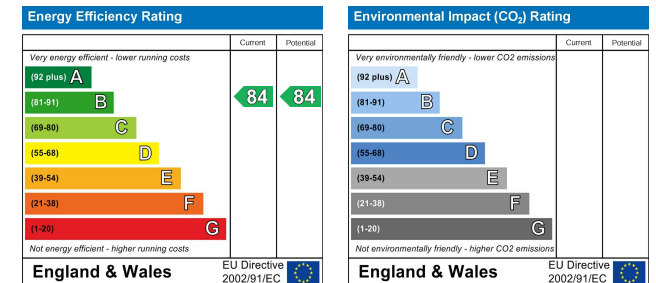 Energy Efficiency Rating
Current Potential
Very energy efficient - lower running costs
(92 plus) A
(81-91) B 84 84
(69-80) C
(55-68) D
(39-54) E
(21-38) F
(1-20) G
Not energy efficient - higher running costs
England & Wales EU Directive 2002/91/EC
Environmental Impact (CO₂) Rating
Current Potential
Very environmentally friendly - lower CO2 emissions
(92 plus) A
(81-91) B
(69-80) C
(55-68) D
(39-54) E
(21-38) F
(1-20) G
Not environmentally friendly - higher CO2 emissions
England & Wales EU Directive 2002/91/EC